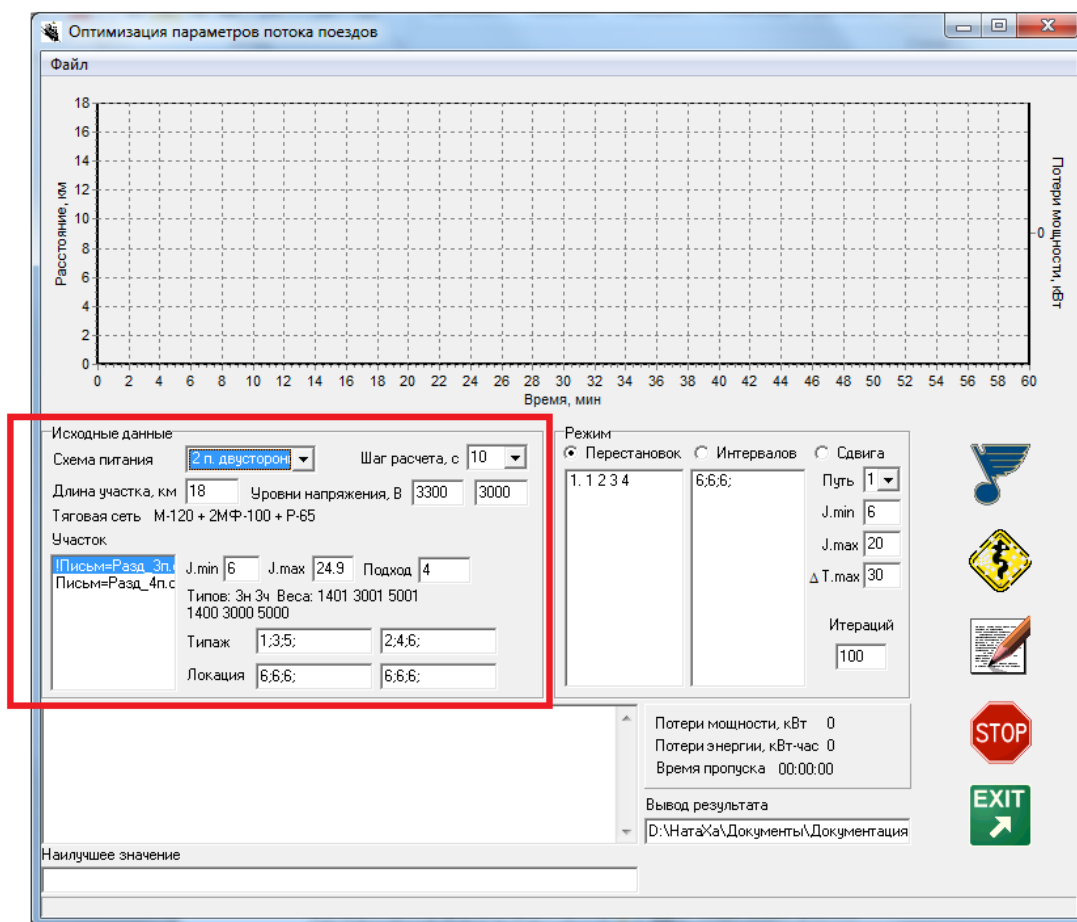 Оптимизация параметров потока поездов
Файл
18
16
14
12
10
8
6
4
2
0
Расстояние, км
Потери мощности, кВт
0
0 2 4 6 8 10 12 14 16 18 20 22 24 26 28 30 32 34 36 38 40 42 44 46 48 50 52 54 56 58 60
Время, мин
Исходные данные
Схема питания 2 п. двусторон Шаг расчета, с 10
Длина участка, км 18 Уровни напряжения, В 3300 3000
Тяговая сеть М-120 + 2МФ-100 + Р-65
Участок
!Письм=Разд_3п.
Письм=Разд_4п.с
J.min 6 J.max 24.9 Подход 4
Типов: 3н 3ч Веса: 1401 3001 5001
1400 3000 5000
Типаж 1;3;5; 2;4;6;
Локация 6;6;6; 6;6;6;
Режим
Перестановок Интервалов Сдвига
1. 1 2 3 4
6;6;6;
Путь 1
J.min 6
J.max 20
Δ T.max 30
Итераций
100
Потери мощности, кВт 0
Потери энергии, кВт-час 0
Время пропуска 00:00:00
Вывод результата
D:\НатаХа\Документы\Документация
Наилучшее значение
STOP
EXIT